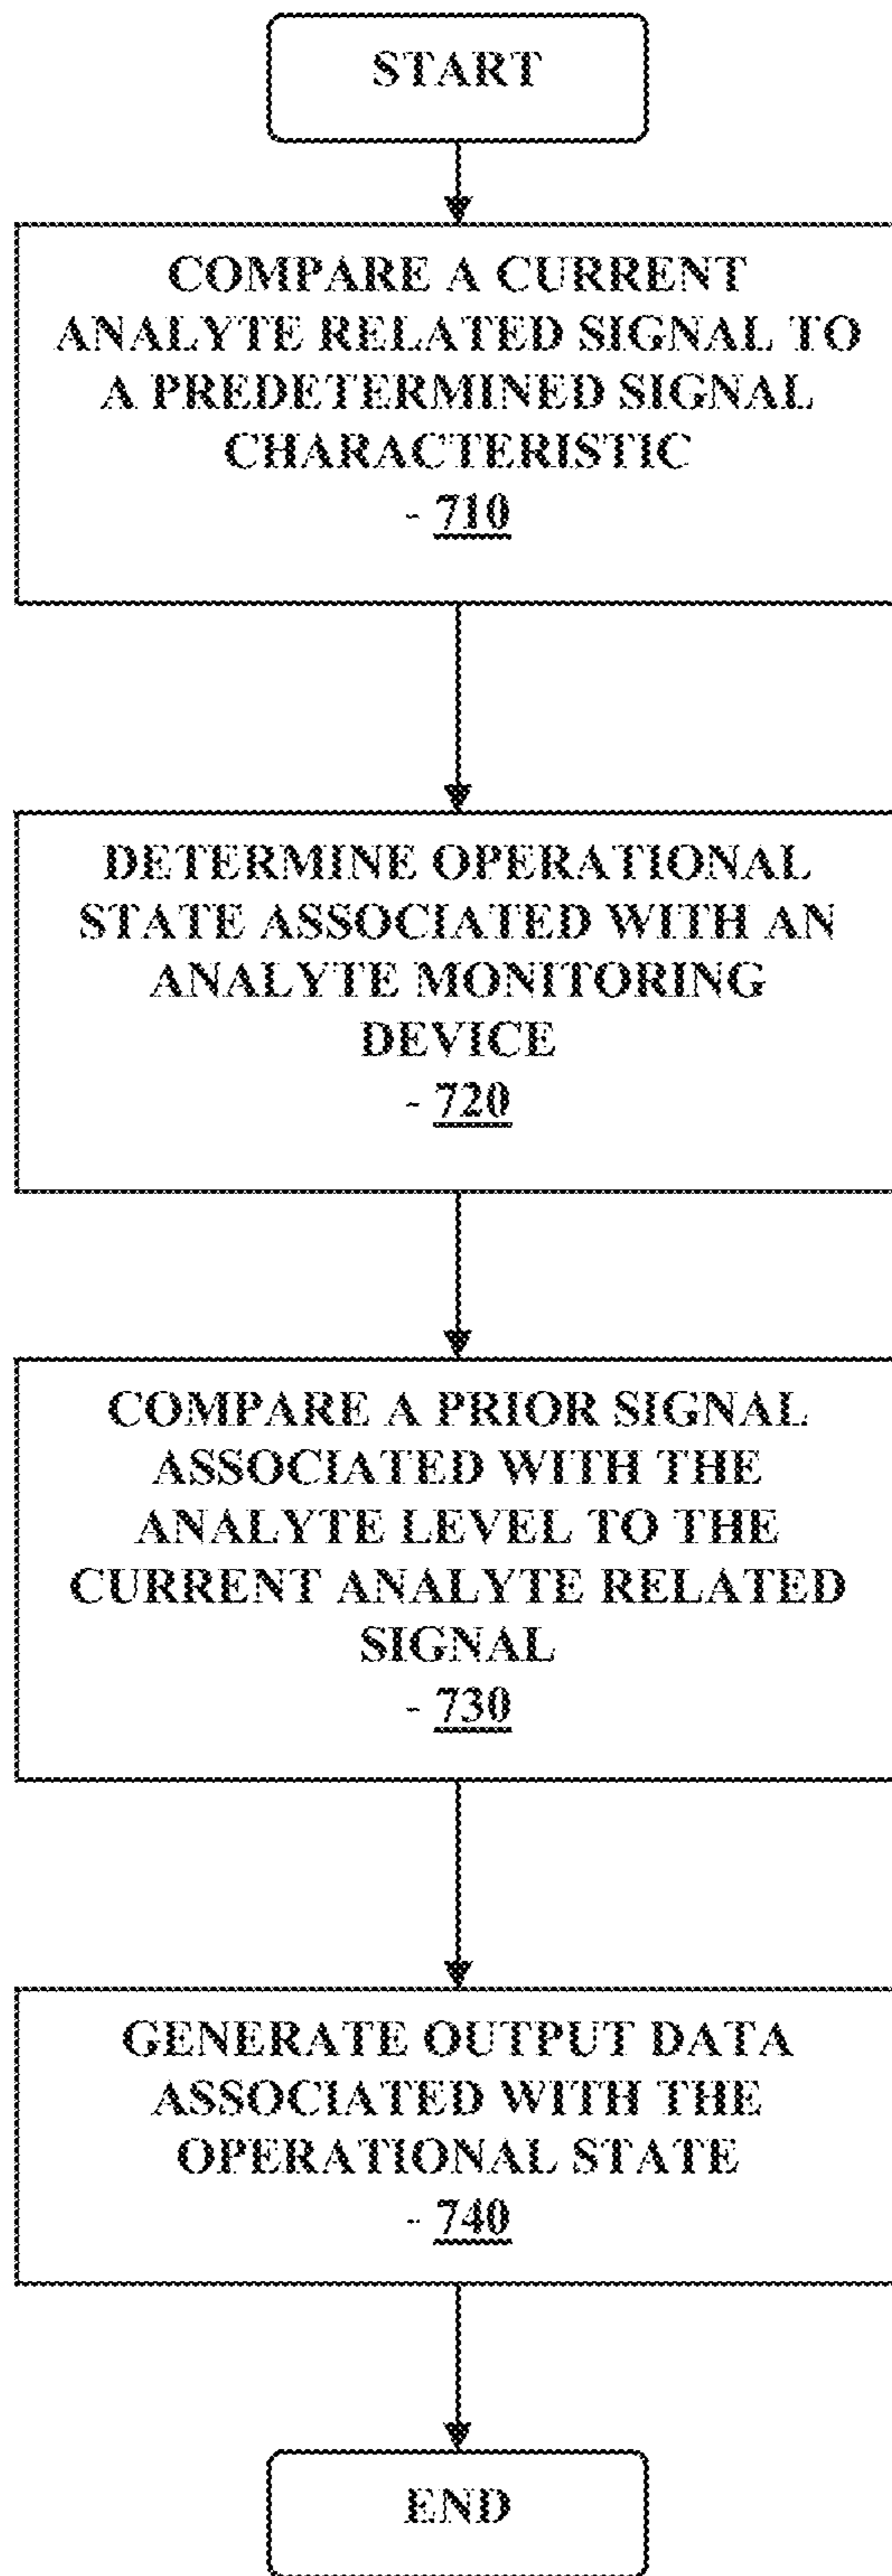 START
COMPARE A CURRENT
ANALYTE RELATED SIGNAL TO
A PREDETERMINED SIGNAL
CHARACTERISTIC
- 710
DETERMINE OPERATIONAL
STATE ASSOCIATED WITH AN
ANALYTE MONITORING
DEVICE
- 720
COMPARE A PRIOR SIGNAL
ASSOCIATED WITH THE
ANALYTE LEVEL TO THE
CURRENT ANALYTE RELATED
SIGNAL
- 730
GENERATE OUTPUT DATA
ASSOCIATED WITH THE
OPERATIONAL STATE
- 740
END